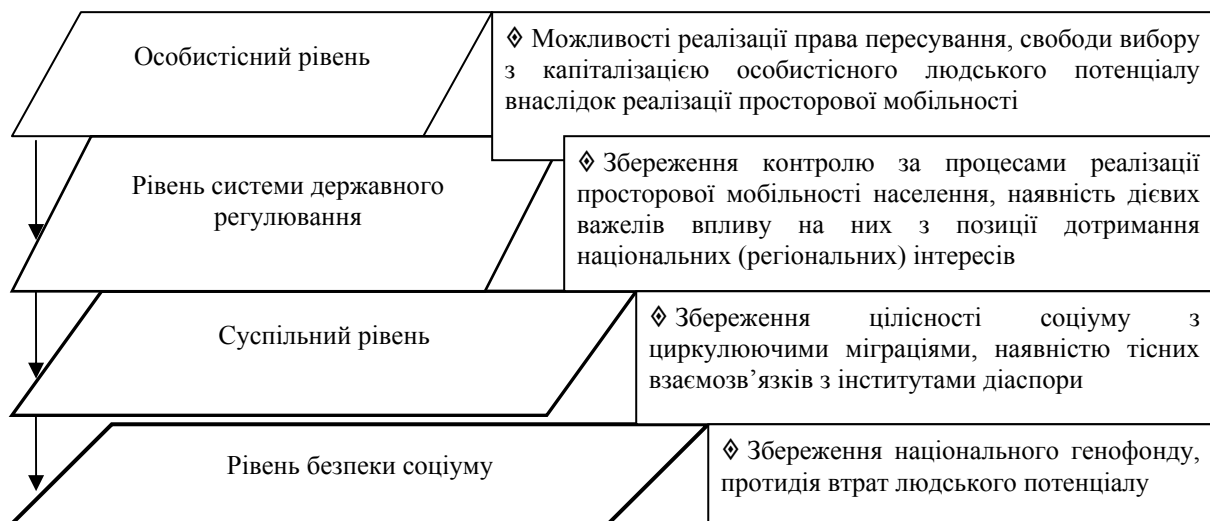 Особистісний рівень
◈ Можливості реалізації права пересування, свободи вибору
з капіталізацією особистісного людського потенціалу
внаслідок реалізації просторової мобільності
Рівень системи державного
регулювання
◈ Збереження контролю за процесами реалізації
просторової мобільності населення, наявність дієвих
важелів впливу на них з позиції дотримання
національних (регіональних) інтересів
Суспільний рівень
◈ Збереження цілісності соціуму з
циркулюючими міграціями, наявністю тісних
взаємозв’язків з інститутами діаспори
Рівень безпеки соціуму
◈ Збереження національного генофонду,
протидія втрат людського потенціалу